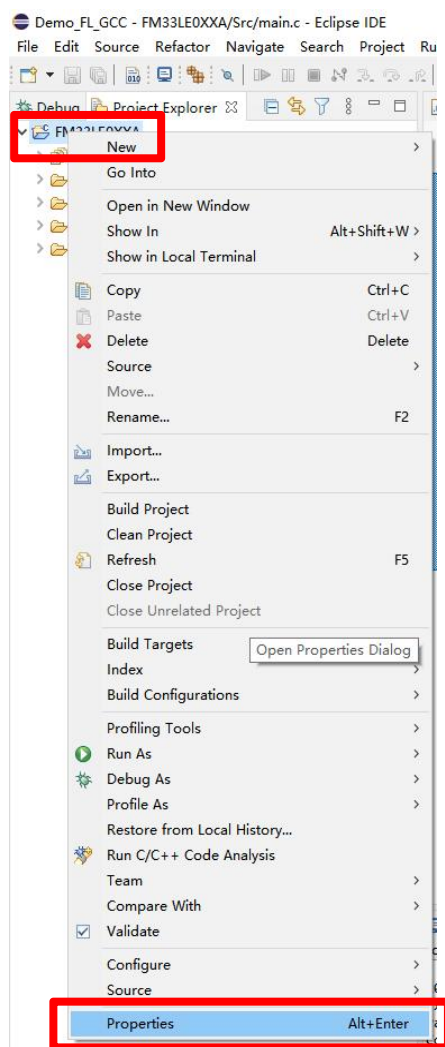 Demo_FL_GCC - FM33LE0XXA/Src/main.c - Eclipse IDE
File Edit Source Refactor Navigate Search Project Ru
Debug Project Explorer
FM33LE0XXA
New
Go Into
Open in New Window
Show In Alt+Shift+W >
Show in Local Terminal
Copy Ctrl+C
Paste Ctrl+V
Delete Delete
Source
Move...
Rename... F2
Import...
Export...
Build Project
Clean Project
Refresh F5
Close Project
Close Unrelated Project
Build Targets
Open Properties Dialog
Index
Build Configurations
Profiling Tools
Run As
Debug As
Profile As
Restore from Local History...
Run C/C++ Code Analysis
Team
Compare With
Validate
Configure
Source
Properties Alt+Enter